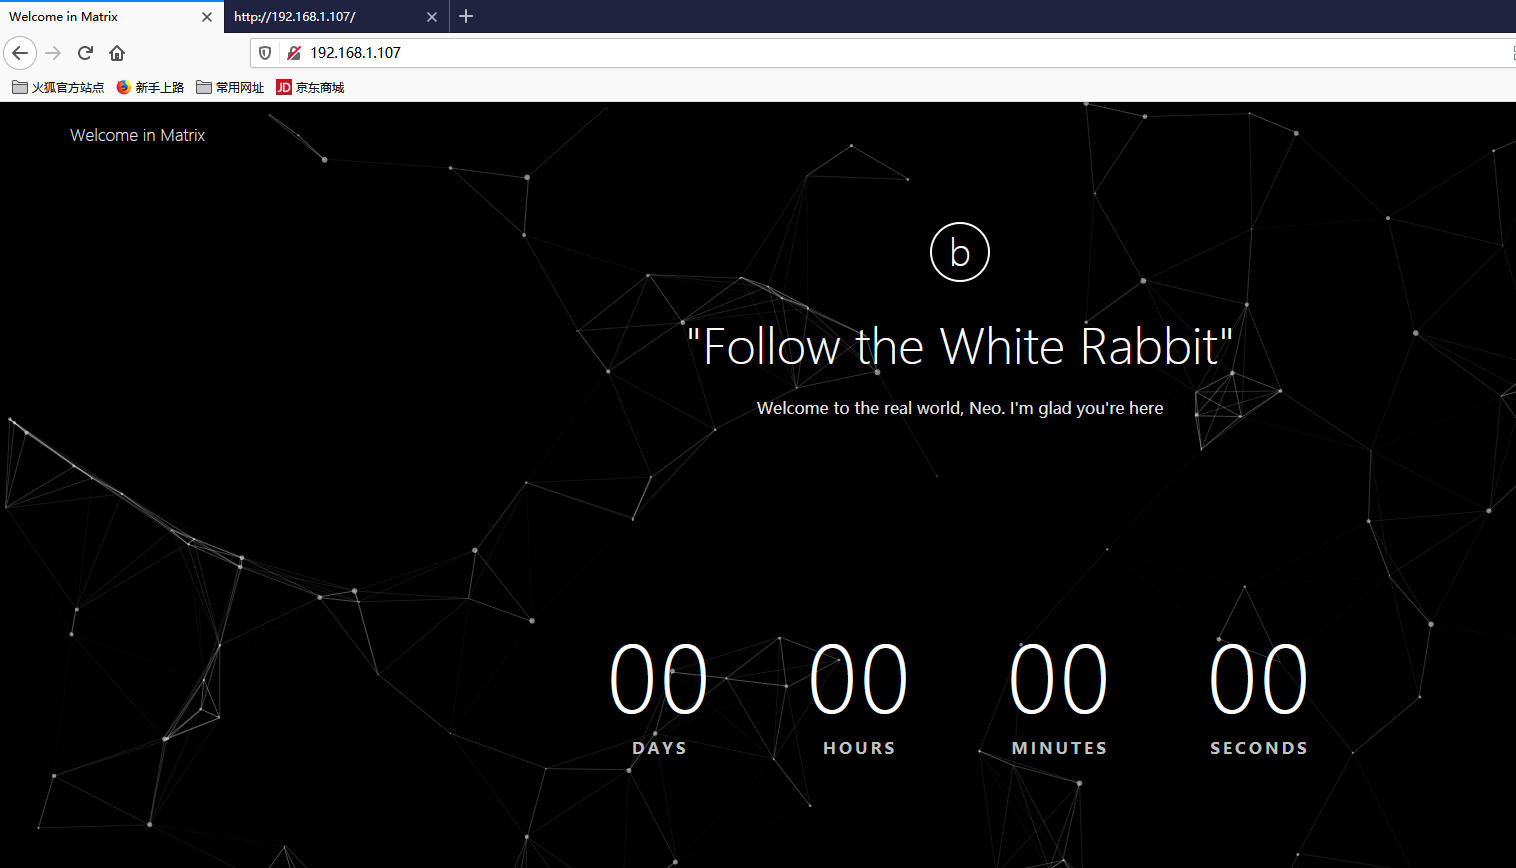 Welcome in Matrix
http://192.168.1.107/
192.168.1.107
火狐官方站点 新手上路 常用网址 JD 京东商城
Welcome in Matrix
b
"Follow the White Rabbit"
Welcome to the real world, Neo. I'm glad you're here
00 00 00 00
DAYS HOURS MINUTES SECONDS